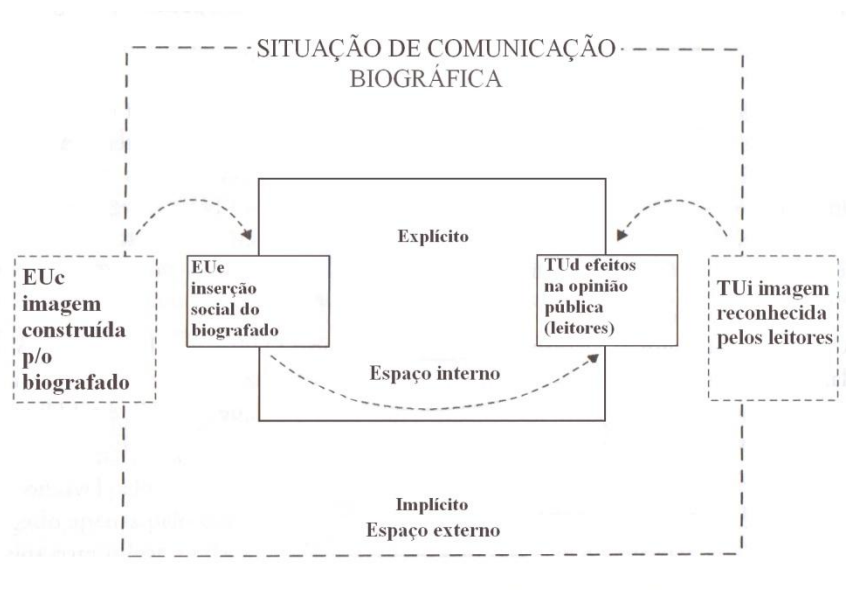 SITUAÇÃO DE COMUNICAÇÃO
BIOGRÁFICA
Explícito
EUc
imagem
construída
p/o
biografado
EUe
inserção
social do
biografado
TUd efeitos
na opinião
pública
(leitores)
TUi imagem
reconhecida
pelos leitores
Espaço interno
Implícito
Espaço externo